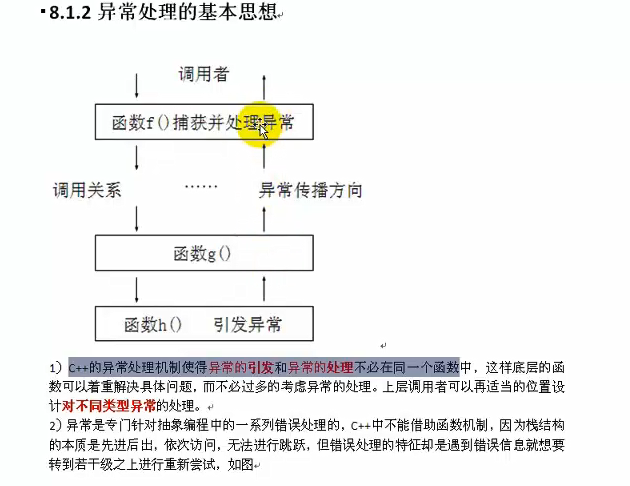 8.1.2 异常处理的基本思想
调用者
函数f()捕获并处理异常
调用关系 …… 异常传播方向
函数g()
函数h() 引发异常
1）C++的异常处理机制使得异常的引发和异常的处理不必在同一个函数中，这样底层的函
数可以着重解决具体问题，而不必过多的考虑异常的处理。上层调用者可以再适当的位置设
计对不同类型异常的处理。
2）异常是专门针对抽象编程中的一系列错误处理的，C++中不能借助函数机制，因为栈结构
的本质是先进后出，依次访问，无法进行跳跃，但错误处理的特征却是遇到错误信息就想要
转到若干级之上进行重新尝试，如图